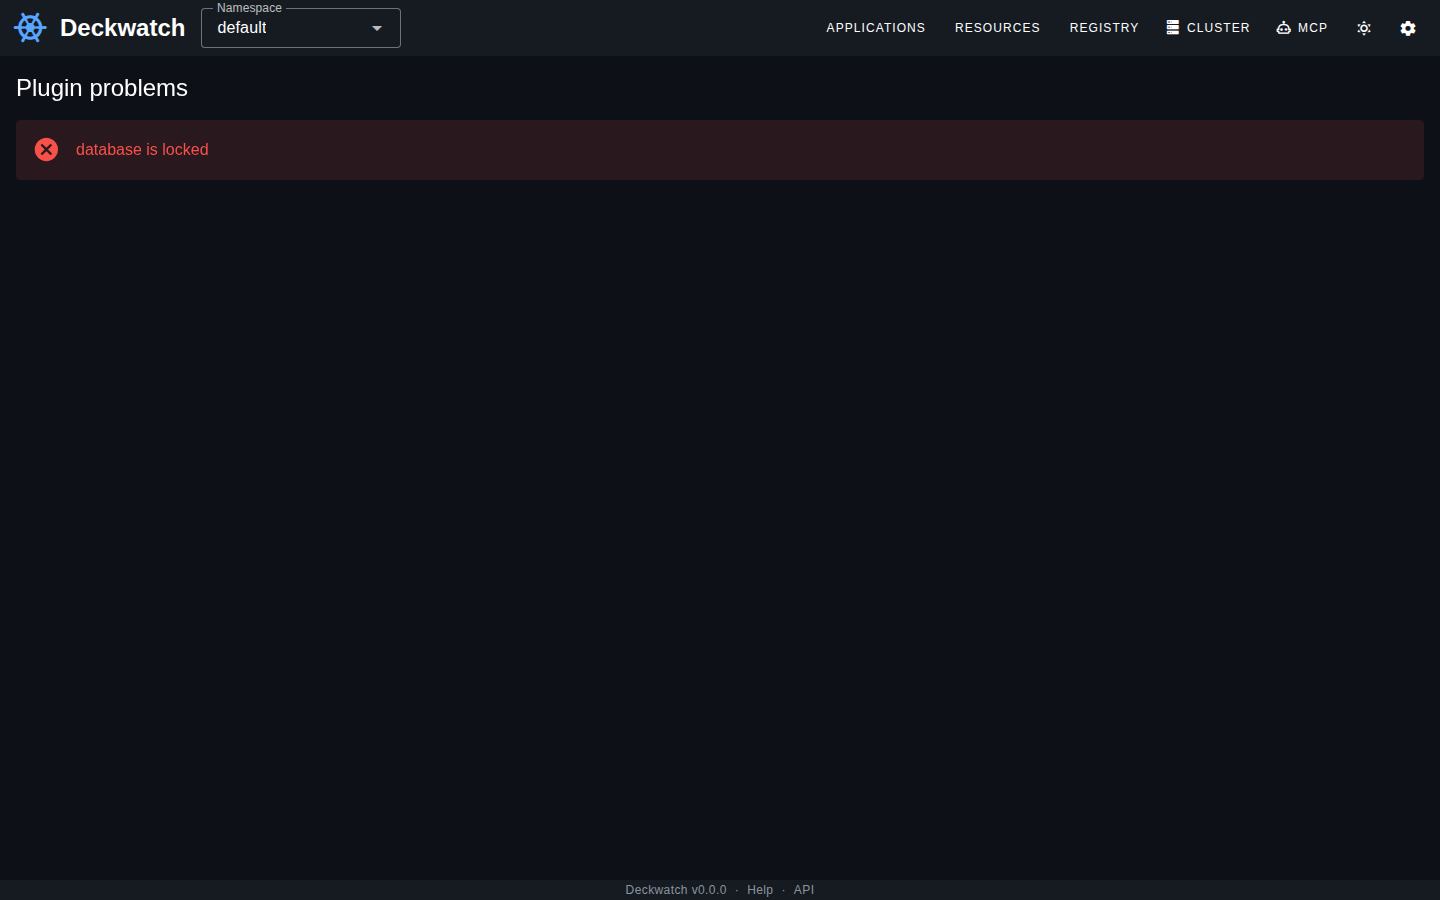 Deckwatch
Namespace
default
APPLICATIONS
RESOURCES
REGISTRY
CLUSTER
MCP
Plugin problems
database is locked
Deckwatch v0.0.0 · Help · API